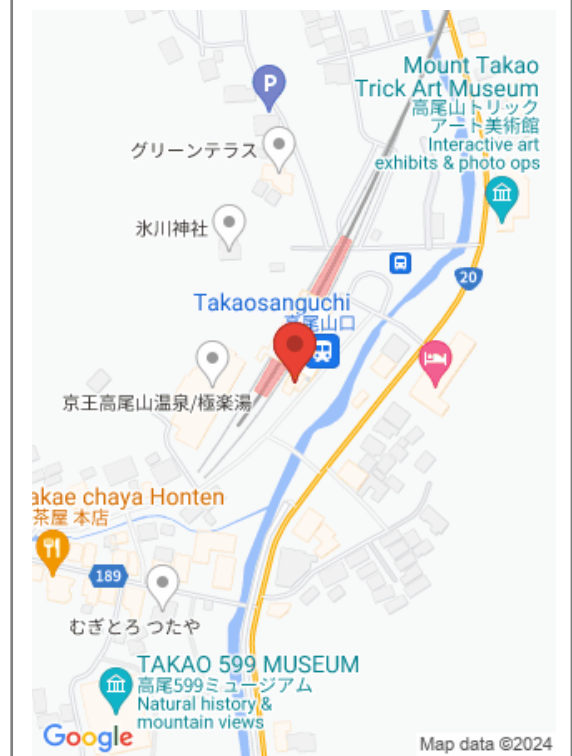 Mount Takao
Trick Art Museum
高尾山トリック
アート美術館
Interactive art
exhibits & photo ops
P
グリーンテラス
氷川神社
20
Takaosanguchi
高尾山口
京王高尾山温泉/極楽湯
akae chaya Honten
茶屋 本店
189
むぎとろ つたや
TAKAO 599 MUSEUM
高尾599ミュージアム
Natural history &
mountain views
Google
Map data ©2024